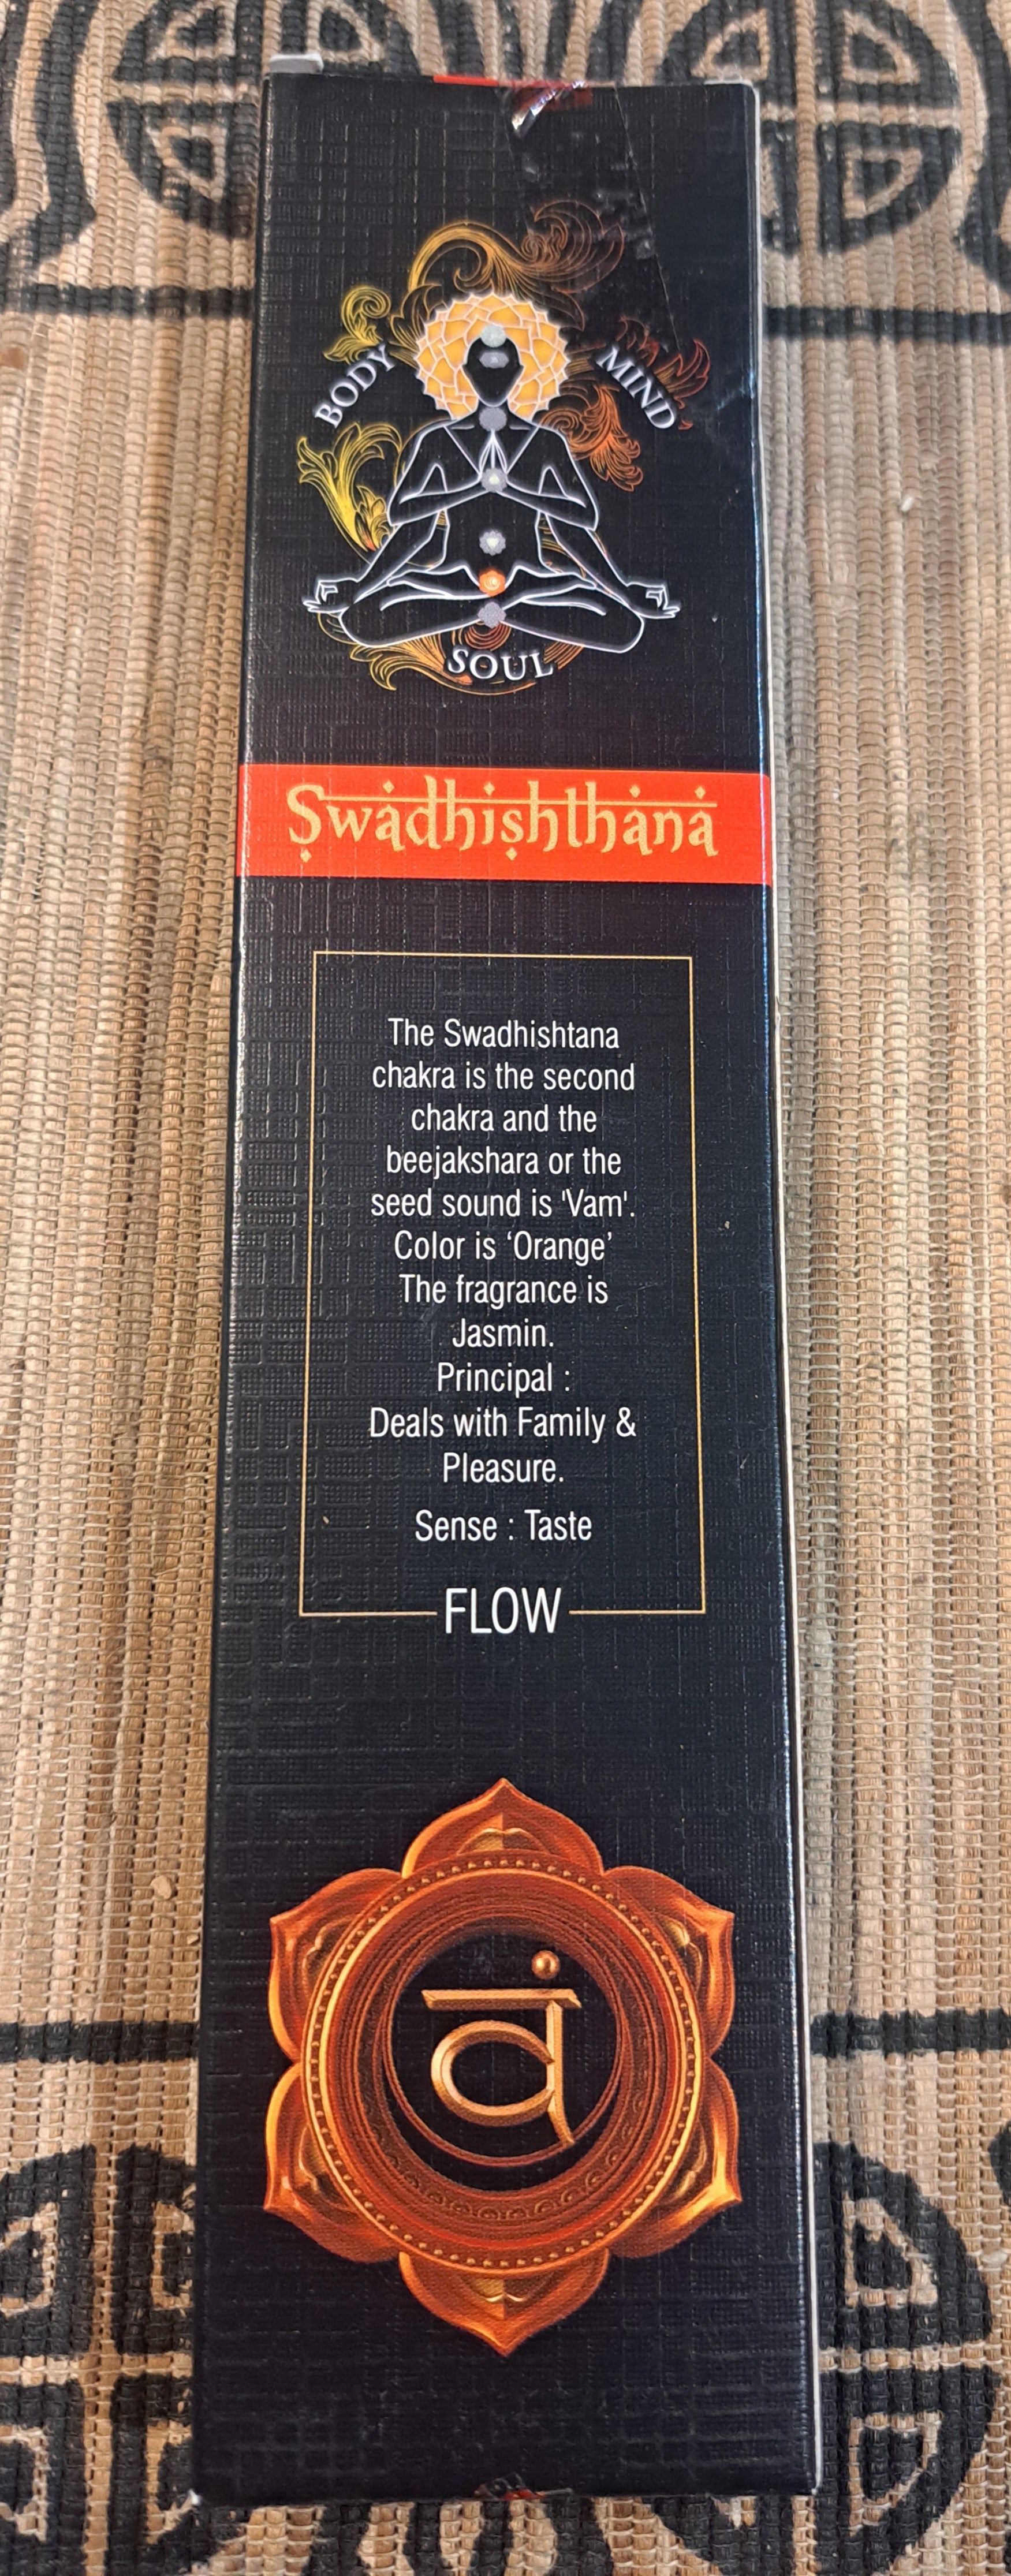 BODY
MIND
SOUL
Swadhishthana
The Swadhishtana
chakra is the second
chakra and the
beejakshara or the
seed sound is 'Vam'.
Color is ‘Orange’
The fragrance is
Jasmin.
Principal :
Deals with Family &
Pleasure.
Sense : Taste
FLOW
वं